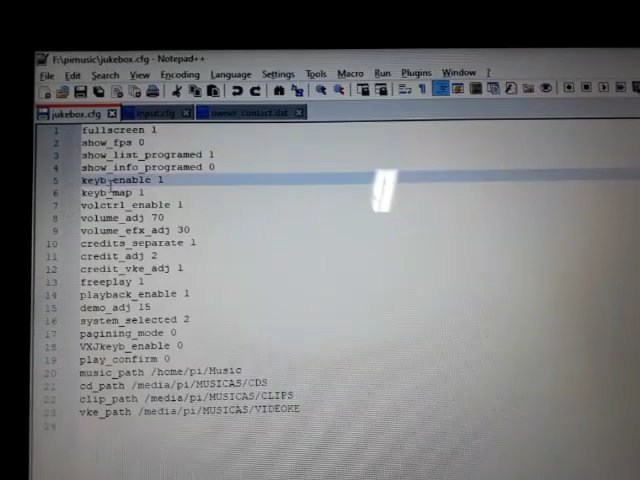 F:\pimusic\jukebox.cfg - Notepad++
File Edit Search View Encoding Language Settings Tools Macro Run Plugins Window ?
jukebox.cfg input.cfg owner_contact.dat
1 fullscreen 1
2 show_fps 0
3 show_list_programed 1
4 show_info_programed 0
5 keyb_enable 1
6 keyb_map 1
7 volctrl_enable 1
8 volume_adj 70
9 volume_efx_adj 30
10 credits_separate 1
11 credit_adj 2
12 credit_vke_adj 1
13 freeplay 1
14 playback_enable 1
15 demo_adj 15
16 system_selected 2
17 pagining_mode 0
18 VXJkeyb_enable 0
19 play_confirm 0
20 music_path /home/pi/Music
21 cd_path /media/pi/MUSICAS/CDS
22 clip_path /media/pi/MUSICAS/CLIPS
23 vke_path /media/pi/MUSICAS/VIDEOKE
24